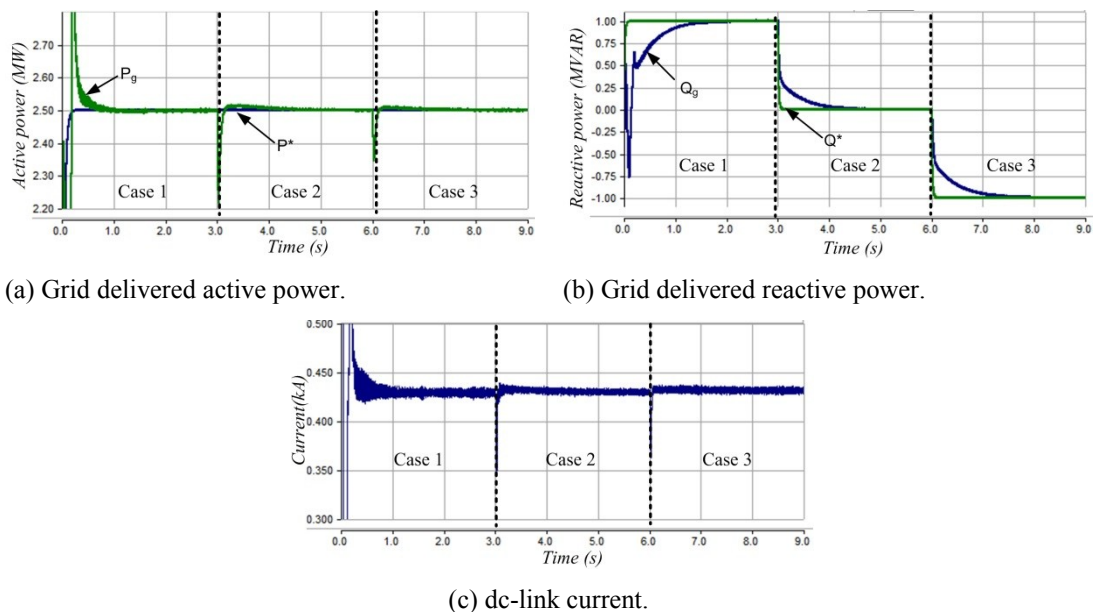 Active power (MW)
2.70
2.60
2.50
2.40
2.30
2.20
Pg
P*
Case 1
Case 2
Case 3
0.0 1.0 2.0 3.0 4.0 5.0 6.0 7.0 8.0 9.0
Time (s)
(a) Grid delivered active power.
Reactive power (MVAR)
1.00
0.75
0.50
0.25
0.00
-0.25
-0.50
-0.75
-1.00
Qg
Q*
Case 1
Case 2
Case 3
0.0 1.0 2.0 3.0 4.0 5.0 6.0 7.0 8.0 9.0
Time (s)
(b) Grid delivered reactive power.
Current(kA)
0.500
0.450
0.400
0.350
0.300
Case 1
Case 2
Case 3
0.0 1.0 2.0 3.0 4.0 5.0 6.0 7.0 8.0 9.0
Time (s)
(c) dc-link current.